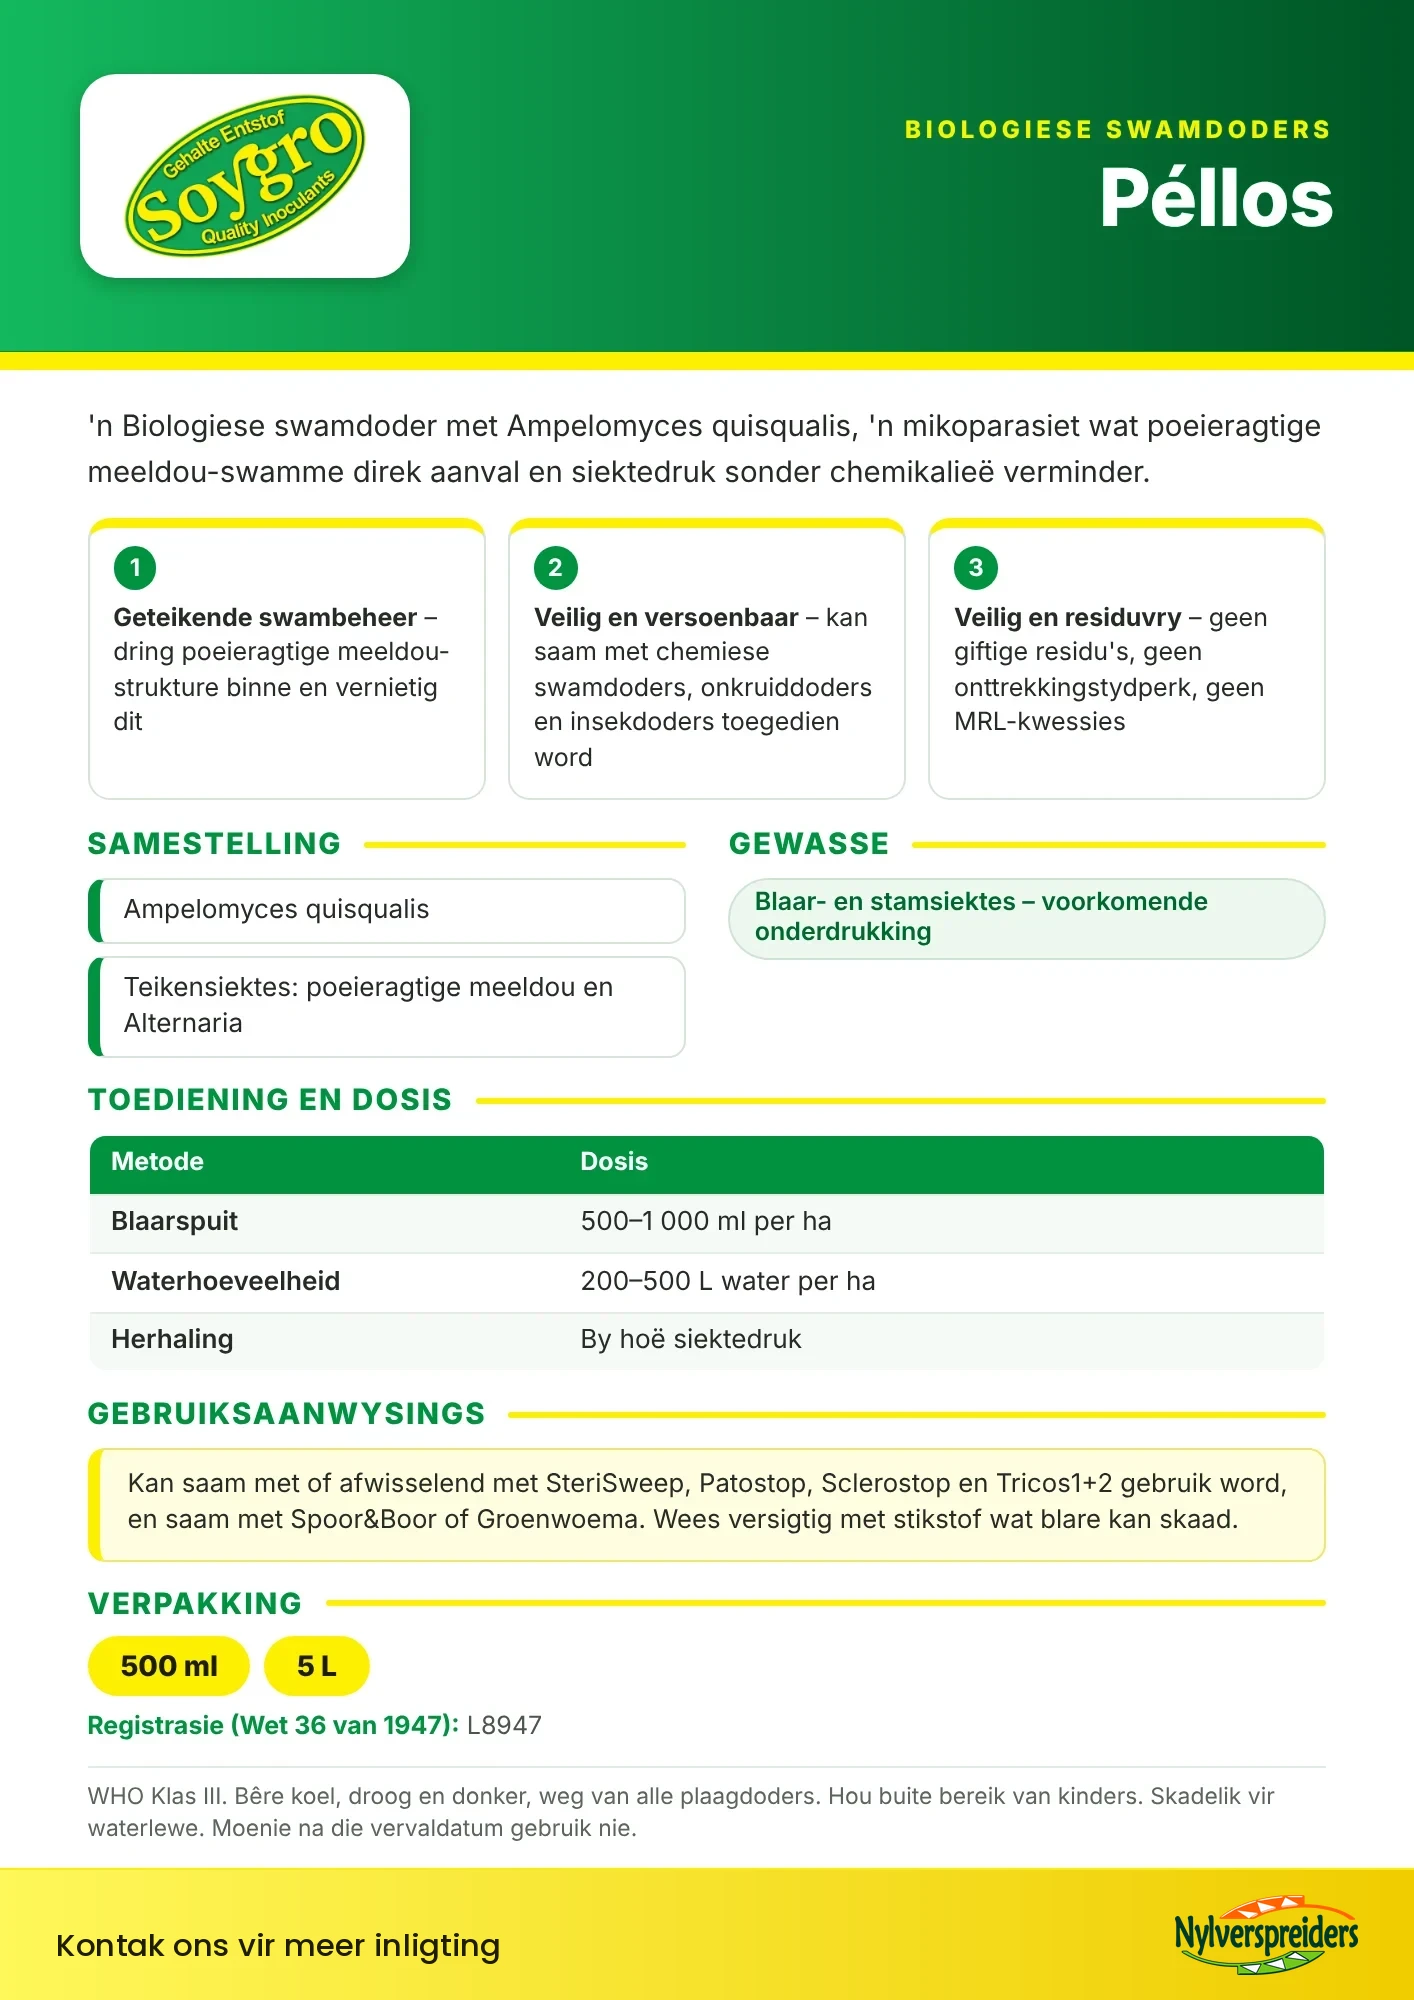 Gehalte Entstof
Soygro
Quality Inoculants
BIOLOGIESE SWAMDODERS
Péllos
'n Biologiese swamdoder met Ampelomyces quisqualis, 'n mikoparasiet wat poeieragtige
meeldou-swamme direk aanval en siektedruk sonder chemikalieë verminder.
1
Geteikende swambeheer –
dring poeieragtige meeldou-
strukture binne en vernietig
dit
2
Veilig en versoenbaar – kan
saam met chemiese
swamdoders, onkruiddoders
en insekdoders toegedien
word
3
Veilig en residuvry – geen
giftige residu's, geen
onttrekkingstydperk, geen
MRL-kwessies
SAMESTELLING
Ampelomyces quisqualis
Teikensiektes: poeieragtige meeldou en
Alternaria
GEWASSE
Blaar- en stamsiektes – voorkomende
onderdrukking
TOEDIENING EN DOSIS
Metode Dosis
Blaarspuit 500–1 000 ml per ha
Waterhoeveelheid 200–500 L water per ha
Herhaling By hoë siektedruk
GEBRUIKSAANWYSINGS
Kan saam met of afwisselend met SteriSweep, Patostop, Sclerostop en Tricos1+2 gebruik word,
en saam met Spoor&Boor of Groenwoema. Wees versigtig met stikstof wat blare kan skaad.
VERPAKKING
500 ml 5 L
Registrasie (Wet 36 van 1947): L8947
WHO Klas III. Bêre koel, droog en donker, weg van alle plaagdoders. Hou buite bereik van kinders. Skadelik vir
waterlewe. Moenie na die vervaldatum gebruik nie.
Kontak ons vir meer inligting
Nylverspreiders